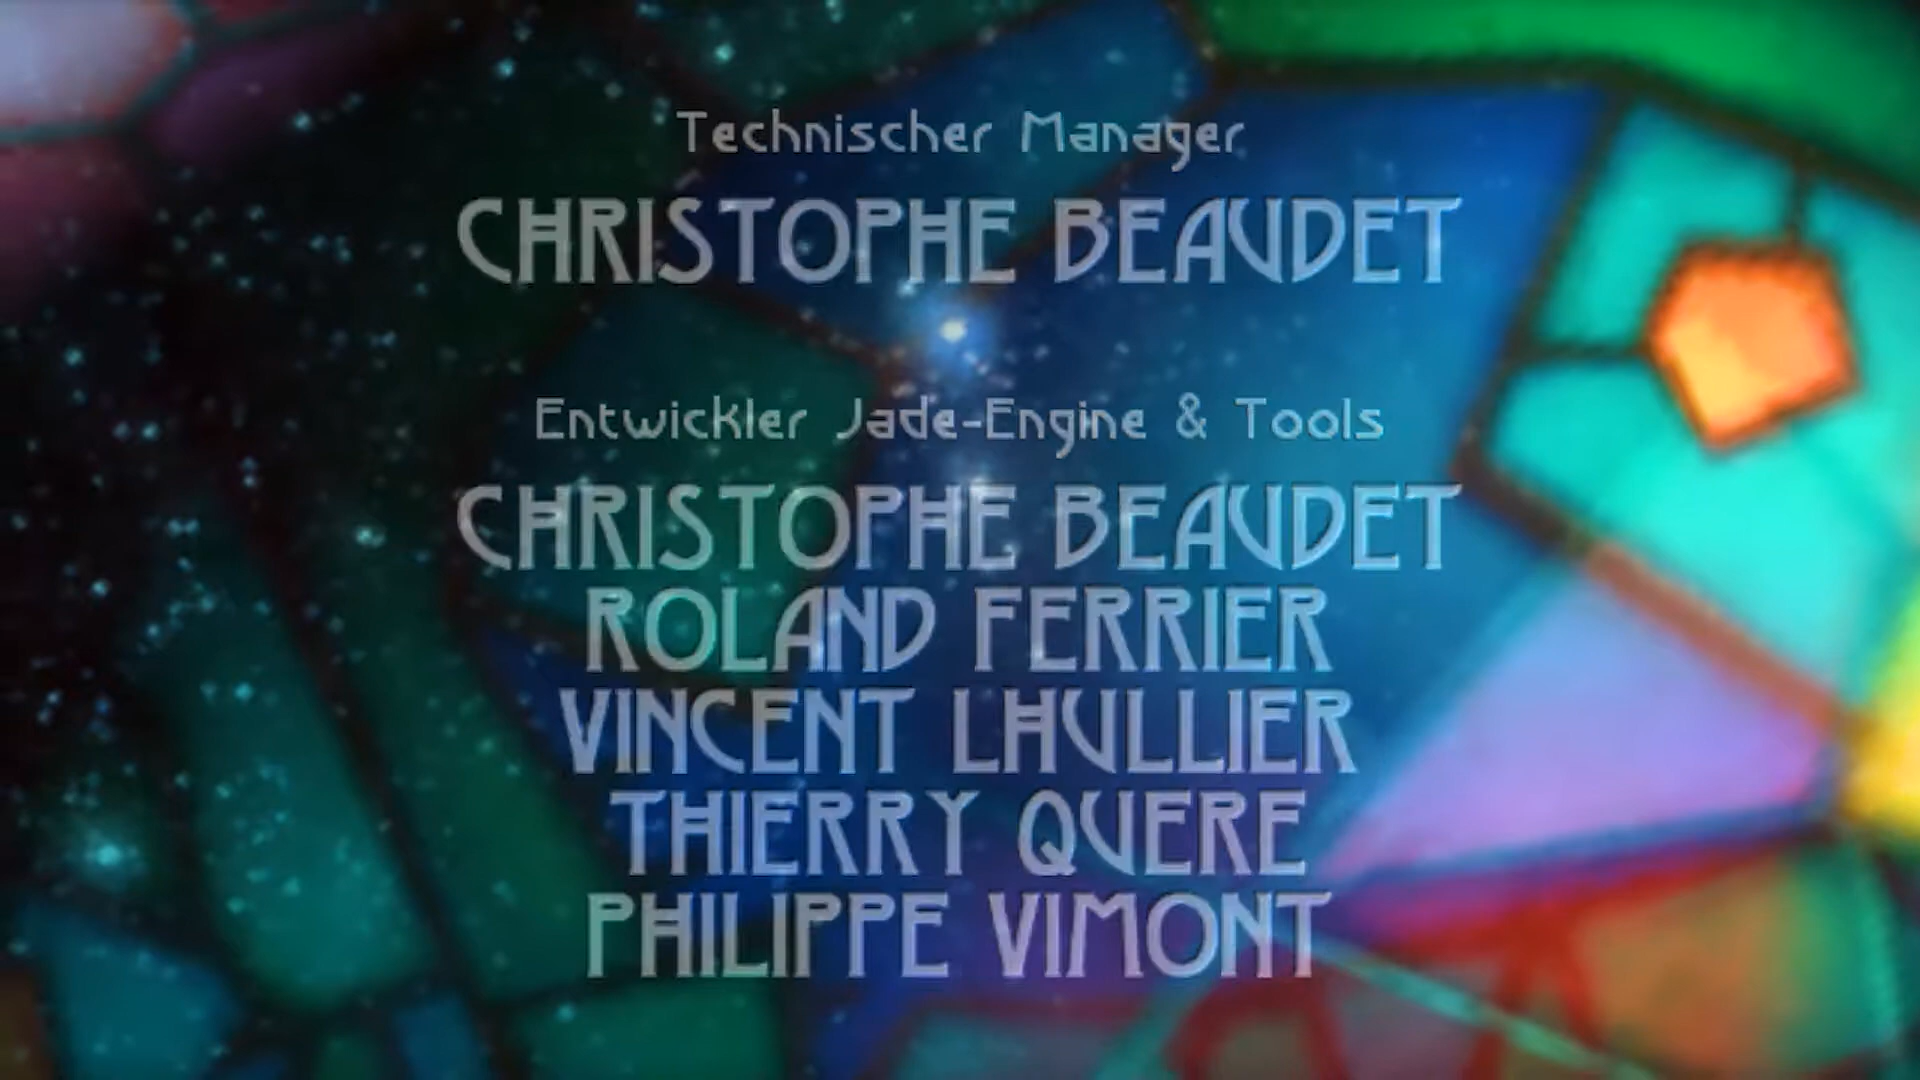 Technischer Manager
CHRISTOPHE BEAUDET
Entwickler Jade-Engine & Tools
CHRISTOPHE BEAUDET
ROLAND FERRIER
VINCENT LHULLIER
THIERRY QUERE
PHILIPPE VIMONT